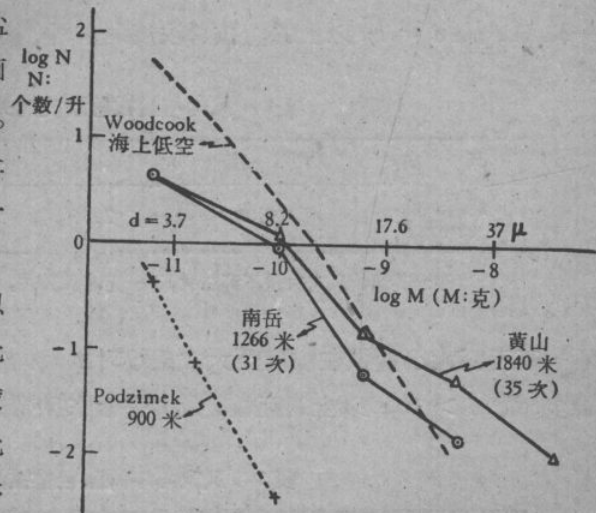 2
log N
N:
个数/升
1
Woodcook
海上低空
d = 3.7
8.2
17.6
37 μ
0
-11
-10
-9
-8
log M (M:克)
南岳
1266 米
(31 次)
黄山
1840 米
(35 次)
-1
Podzimek
900 米
-2